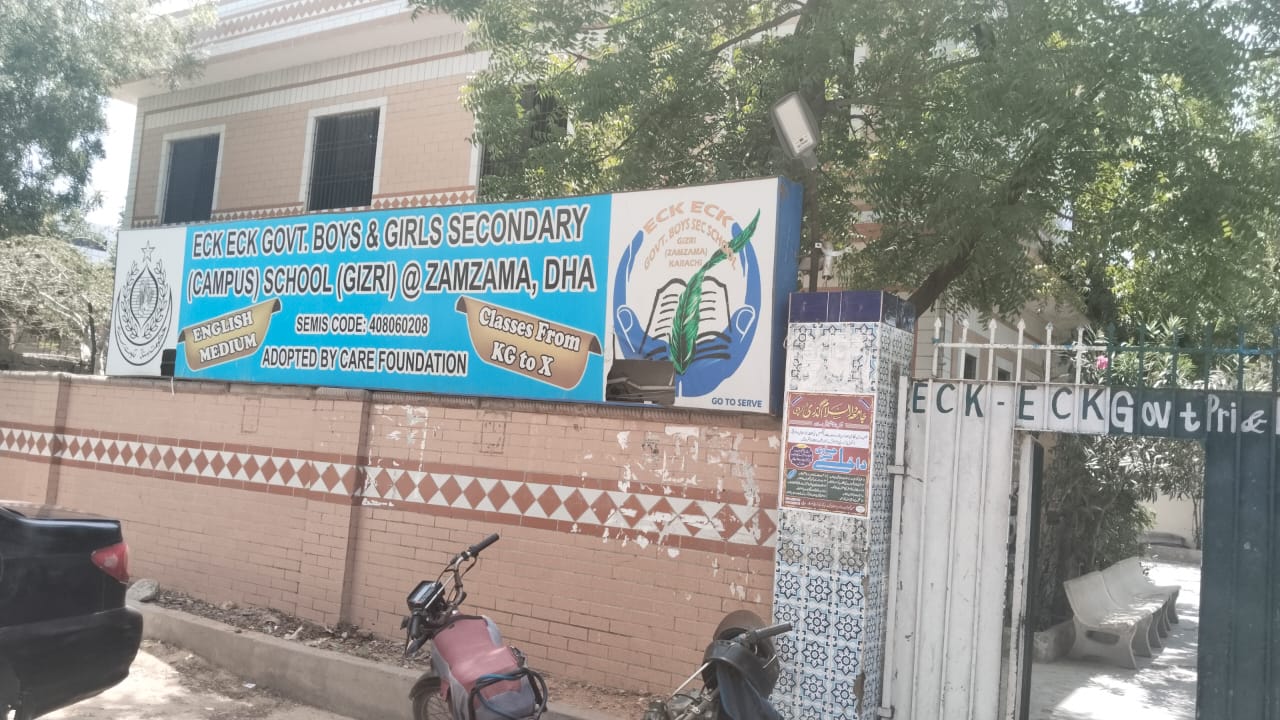 ECK ECK GOVT. BOYS & GIRLS SECONDARY
(CAMPUS) SCHOOL (GIZRI) @ ZAMZAMA, DHA
SEMIS CODE: 408060208
ADOPTED BY CARE FOUNDATION
ENGLISH
MEDIUM
Classes From
KG to X
ECK ECK
GOVT. BOYS SEC SCHOOL
GIZRI
(ZAMZAMA)
KARACHI
GO TO SERVE
داخلے
ECK-ECK Govt Pri &